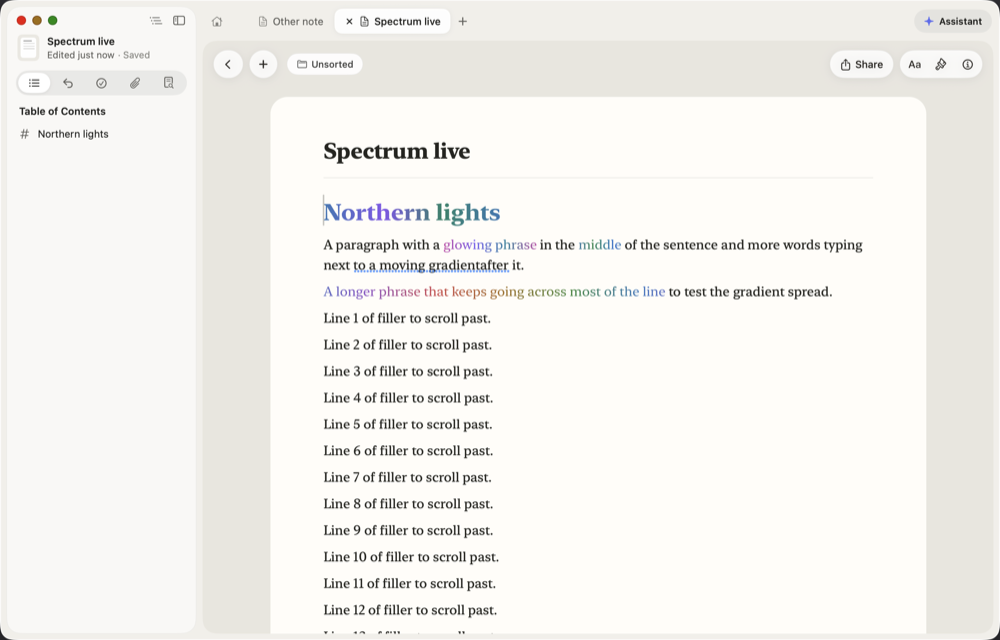 Spectrum live
Edited just now · Saved
Table of Contents
# Northern lights
Other note
Spectrum live
Assistant
Unsorted
Share
Aa
Spectrum live
Northern lights
A paragraph with a glowing phrase in the middle of the sentence and more words typing
next to a moving gradientafter it.
A longer phrase that keeps going across most of the line to test the gradient spread.
Line 1 of filler to scroll past.
Line 2 of filler to scroll past.
Line 3 of filler to scroll past.
Line 4 of filler to scroll past.
Line 5 of filler to scroll past.
Line 6 of filler to scroll past.
Line 7 of filler to scroll past.
Line 8 of filler to scroll past.
Line 9 of filler to scroll past.
Line 10 of filler to scroll past.
Line 11 of filler to scroll past.
Line 12 of filler to scroll past.